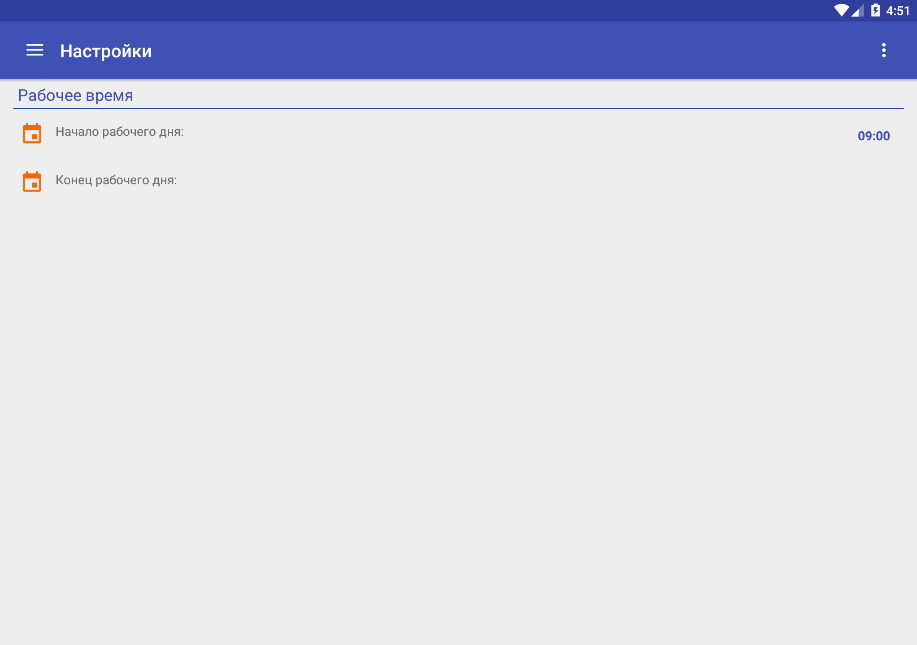 4:51
Настройки
Рабочее время
Начало рабочего дня:
09:00
Конец рабочего дня: